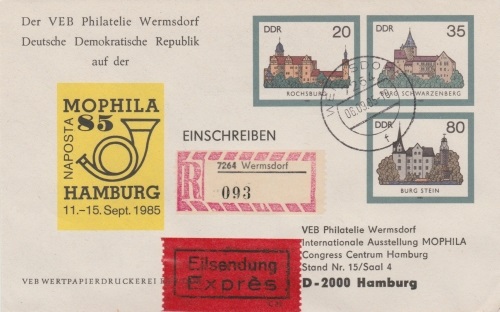 Der VEB Philatelie Wermsdorf
Deutsche Demokratische Republik
auf der
MOPHILA
85
NAPOSTA
HAMBURG
11.–15. Sept. 1985
EINSCHREIBEN
7264 Wermsdorf
093
DDR 20
ROCHSBURG
DDR 35
BURG SCHWARZENBERG
DDR 80
BURG STEIN
f
VEB Philatelie Wermsdorf
Internationale Ausstellung MOPHILA
Congress Centrum Hamburg
Stand Nr. 15/Saal 4
D-2000 Hamburg
Eilsendung
Exprès
VEB WERTPAPIERDRUCKEREI